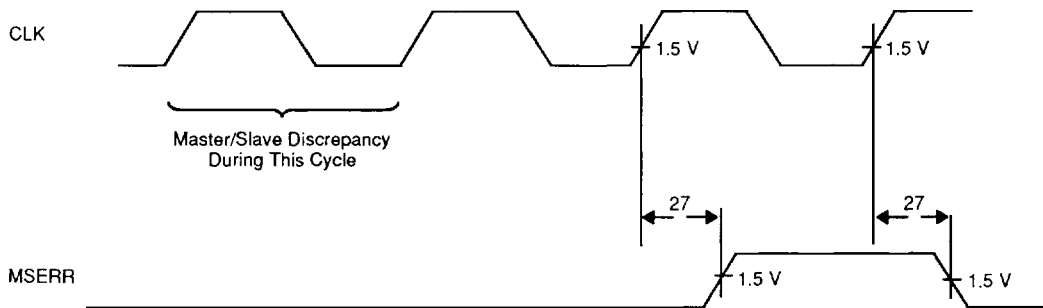 CLK
1.5 V
1.5 V
Master/Slave Discrepancy
During This Cycle
27
27
MSERR
1.5 V
1.5 V